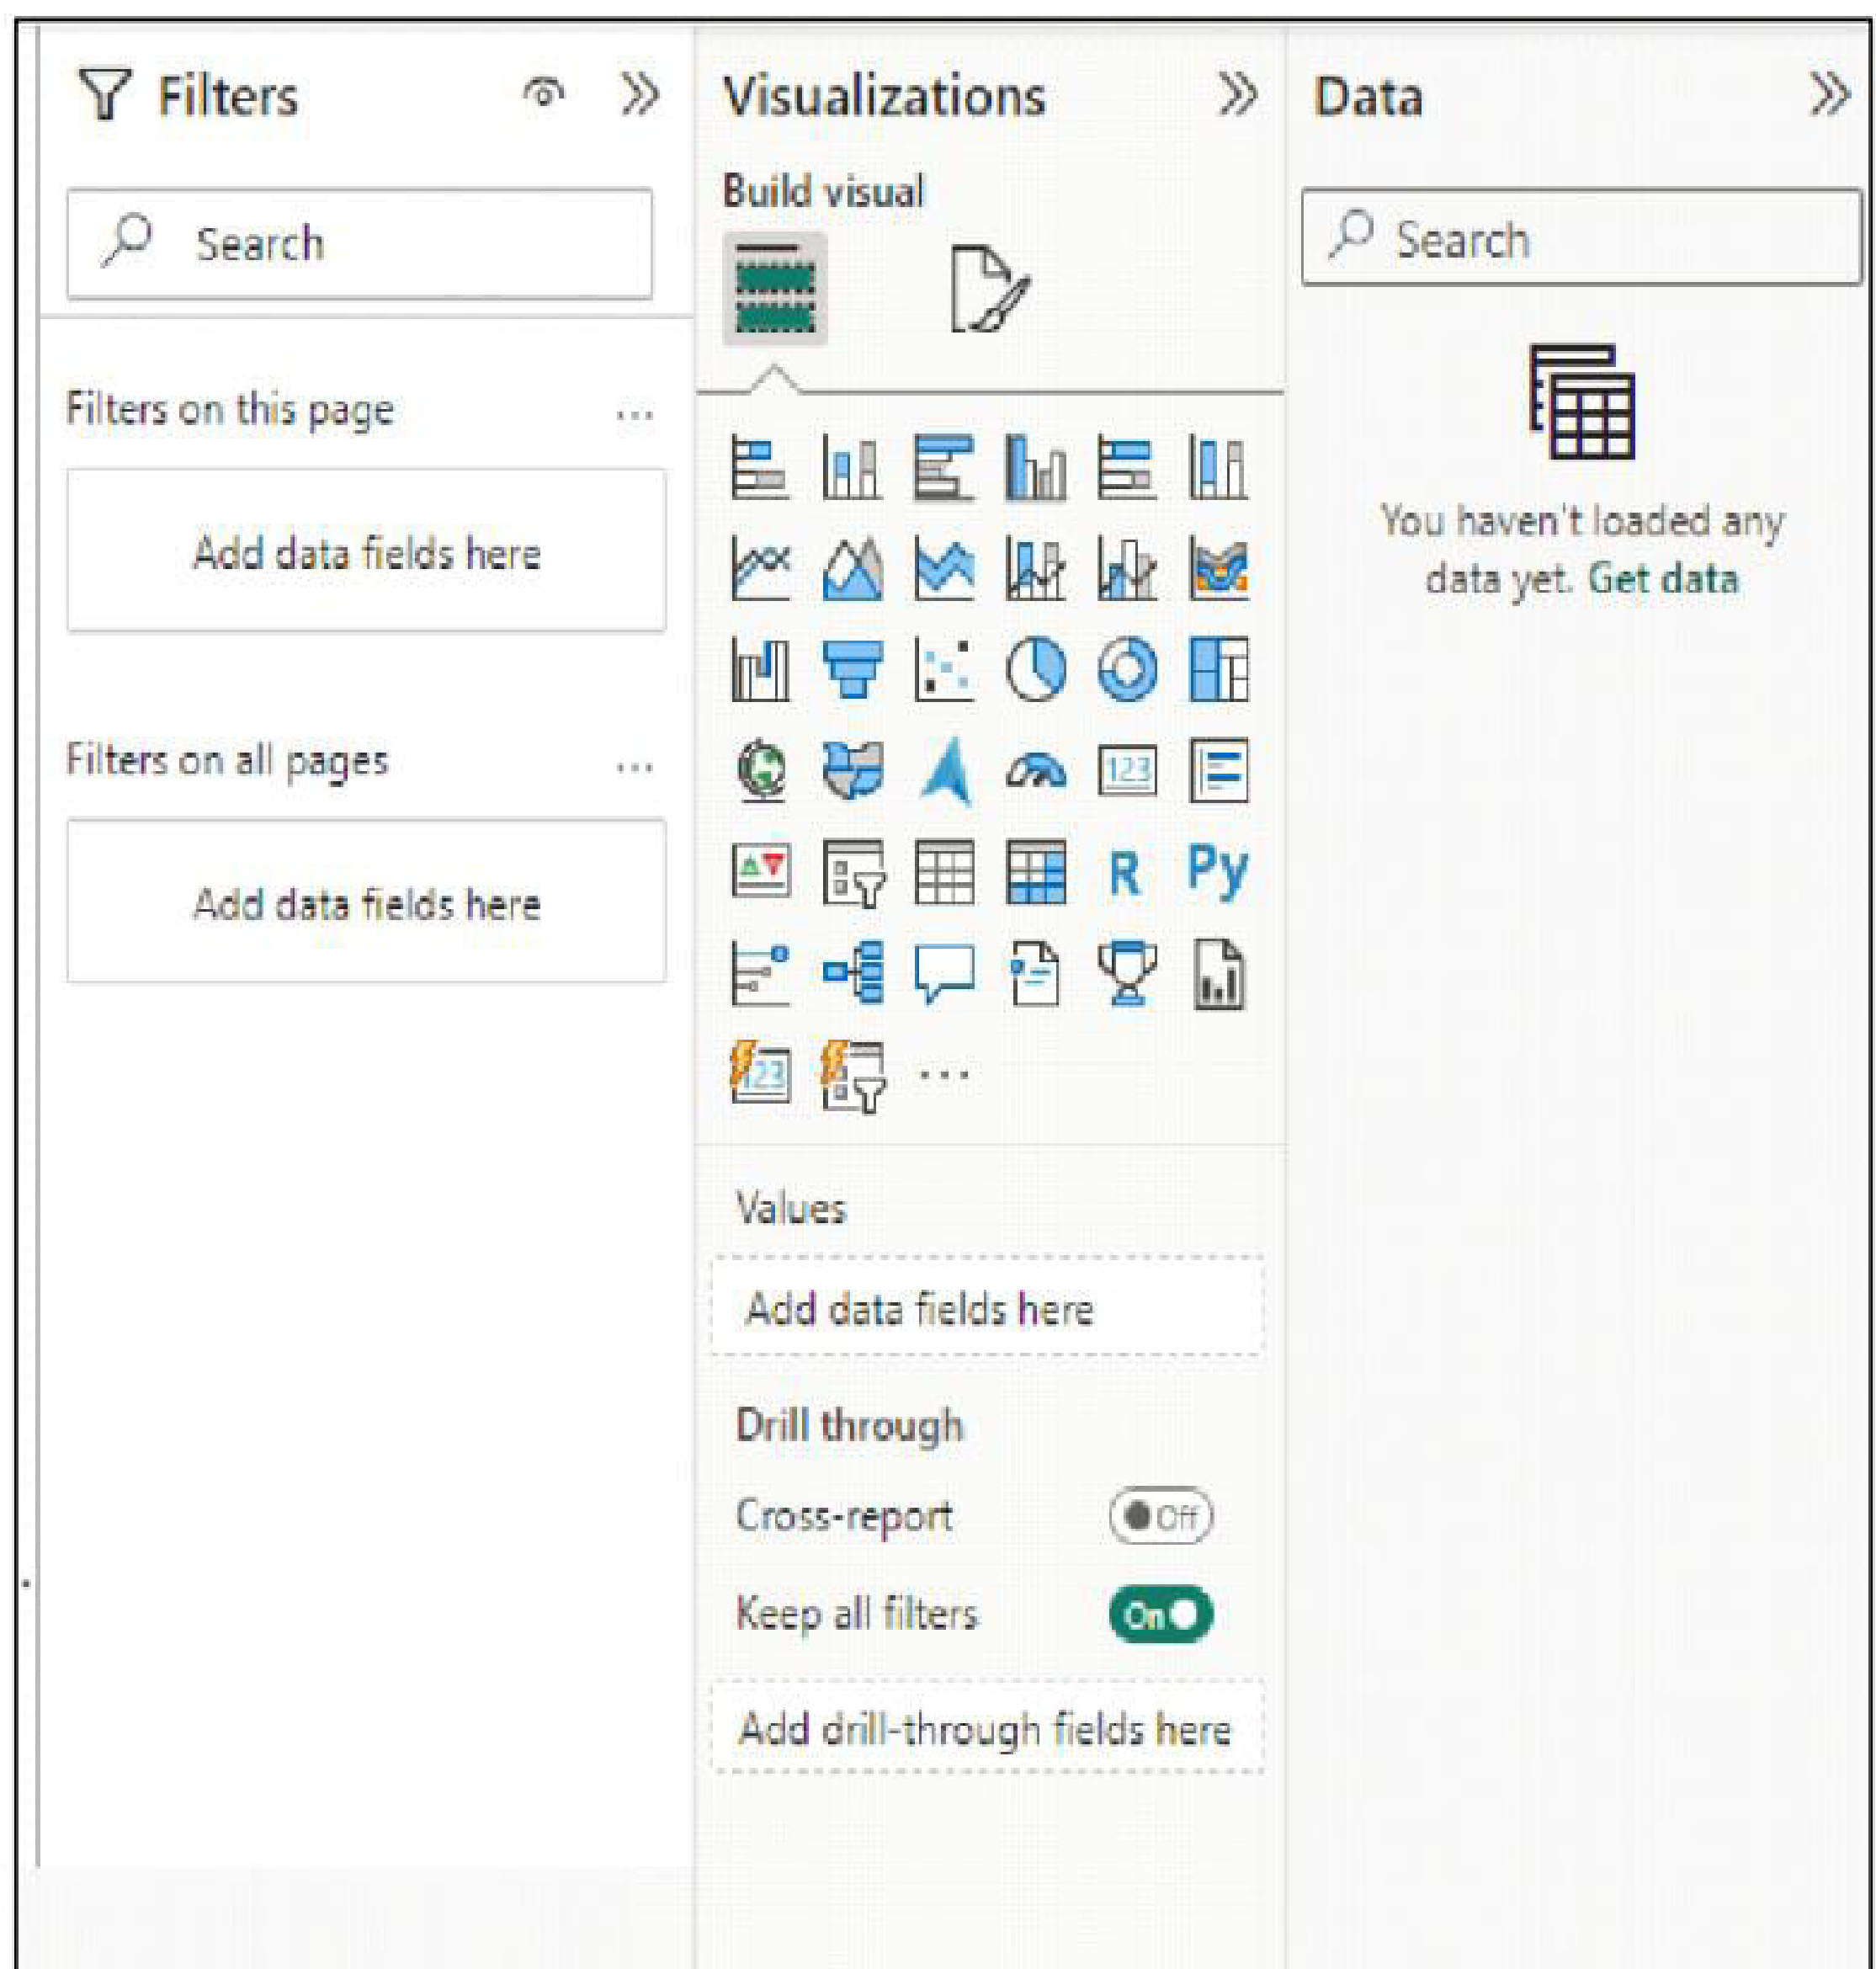 Filters
Search
Filters on this page
...
Add data fields here
Filters on all pages
...
Add data fields here
Visualizations
Build visual
123
R
Py
123
...
Values
Add data fields here
Drill through
Cross-report
Off
Keep all filters
On
Add drill-through fields here
Data
Search
You haven't loaded any
data yet. Get data